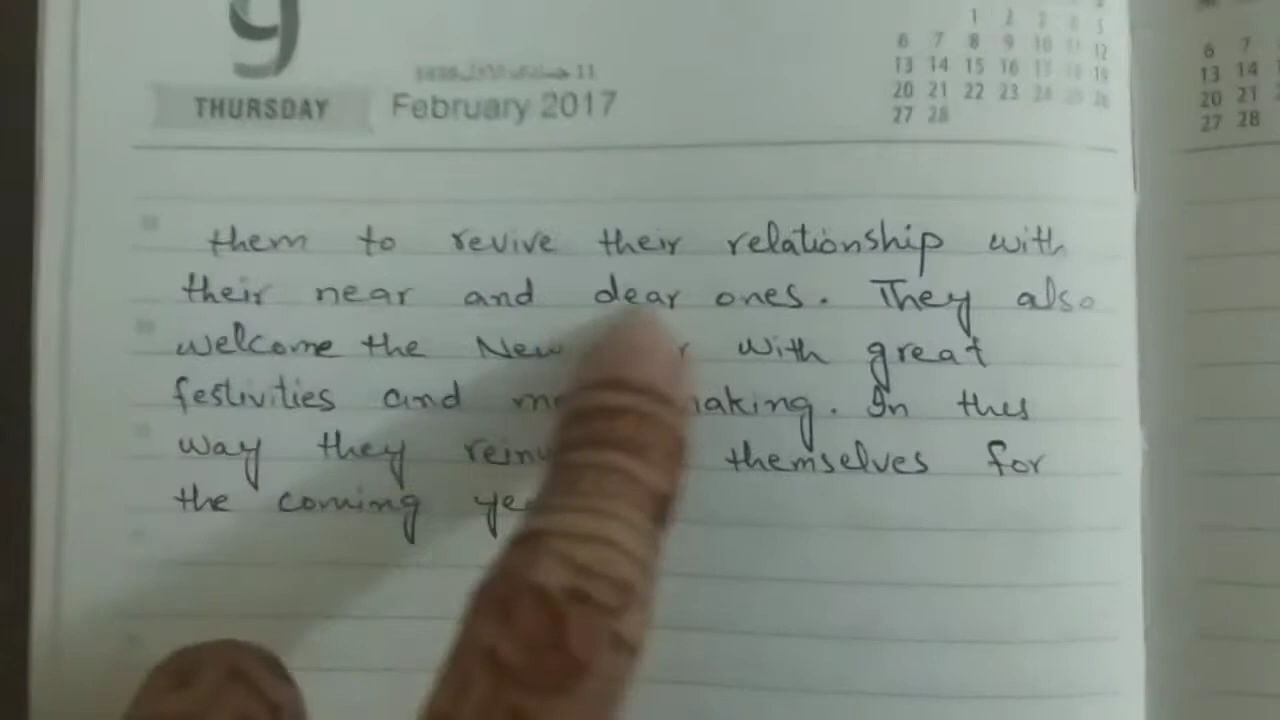 9
THURSDAY
February 2017
1 2 3 4 5
6 7 8 9 10 11 12
13 14 15 16 17 18 19
20 21 22 23 24 25 26
27 28
6 7
13 14
20 21
27 28
them to revive their relationship with
their near and dear ones. They also
welcome the New with great
festivities and In this
way they themselves for
the coming